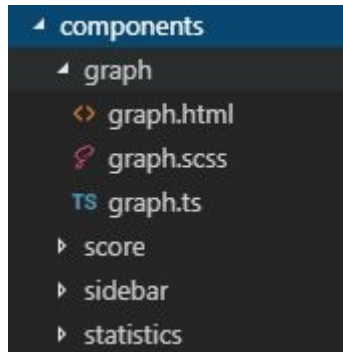 components
graph
graph.html
graph.scss
TS graph.ts
score
sidebar
statistics